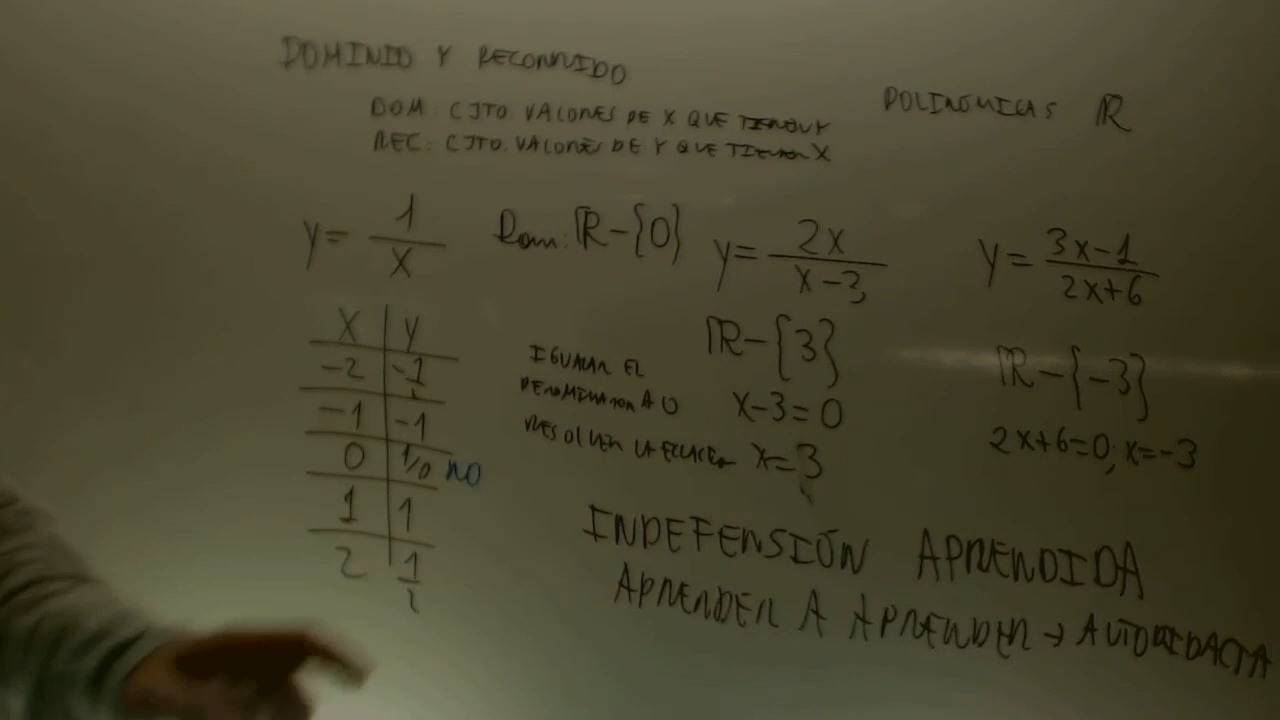 DOMINIO Y RECORRIDO
DOM: CJTO. VALORES DE X QUE TIENEN Y
REC: CJTO. VALORES DE Y QUE TIENEN X
POLINÓMICAS ℝ
Y = 1/X
Dom: ℝ-{0}
X Y
-2 -1/2
-1 -1
0 1/0 NO
1 1
2 1/2
Y = 2X/(X-3)
ℝ-{3}
IGUALAR EL
DENOMINADOR A 0
RESOLVER LA ECUACIÓN
X-3=0
X=3
Y = (3X-1)/(2X+6)
ℝ-{-3}
2X+6=0; X=-3
INDEFENSIÓN APRENDIDA
APRENDER A APRENDER → AUTODIDACTA